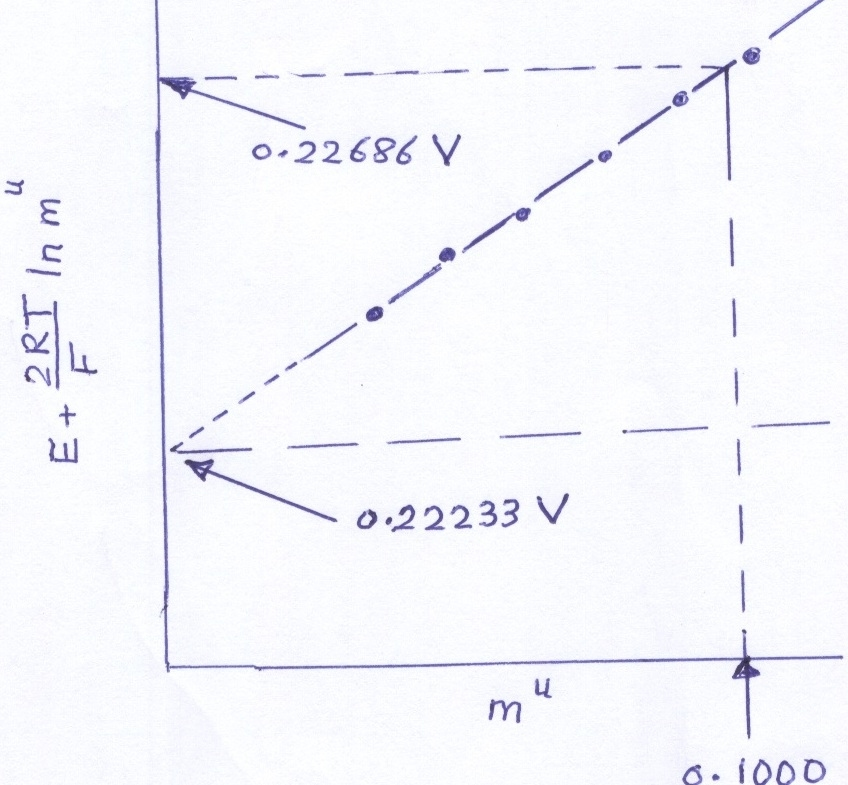 0.22686 V
E + 2RT/F ln m^u
0.22233 V
m^u
0.1000